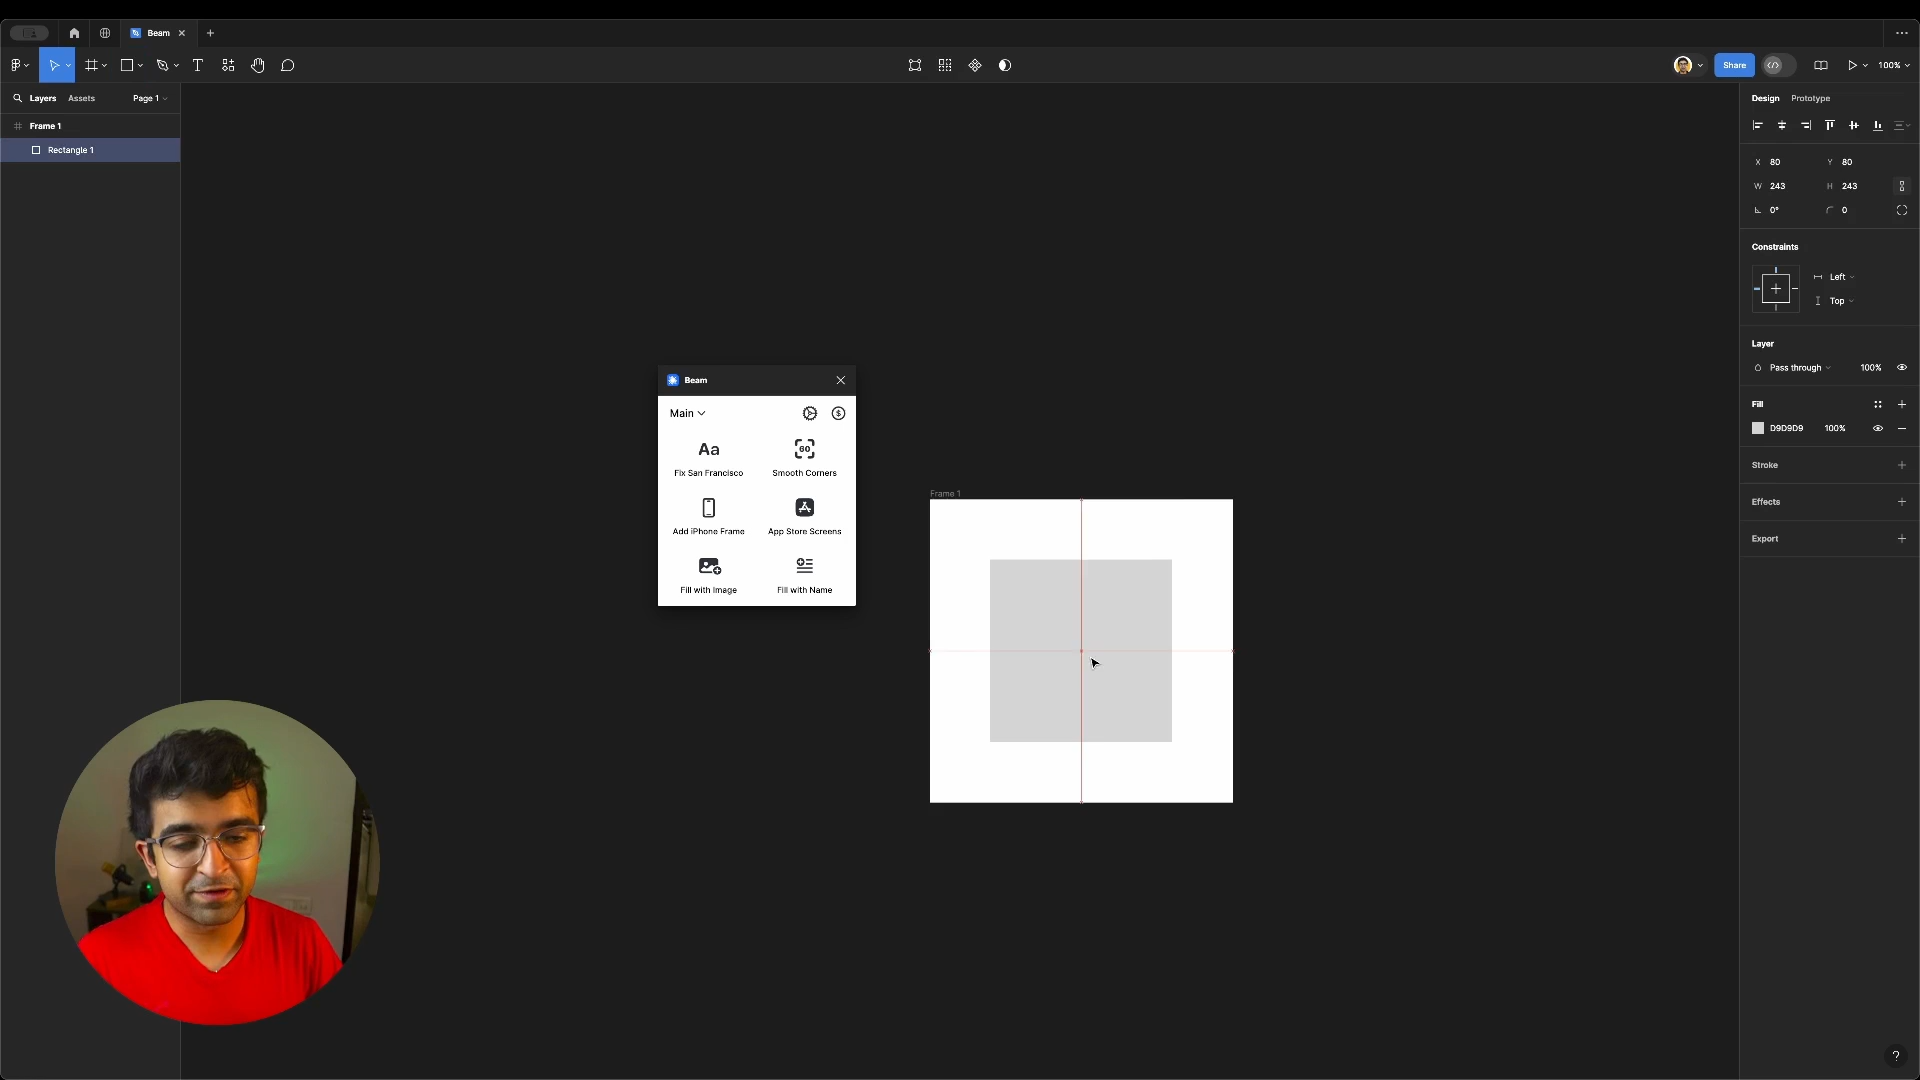 Beam
Share
100%
Layers
Assets
Page 1
Design
Prototype
Frame 1
Rectangle 1
X 80
Y 80
W 243
H 243
0°
0
Constraints
Left
Top
Layer
Pass through
100%
Fill
D9D9D9
100%
Stroke
Effects
Export
Beam
Main
$
Aa
60
Fix San Francisco
Smooth Corners
Add iPhone Frame
App Store Screens
Fill with Image
Fill with Name
Frame 1
?